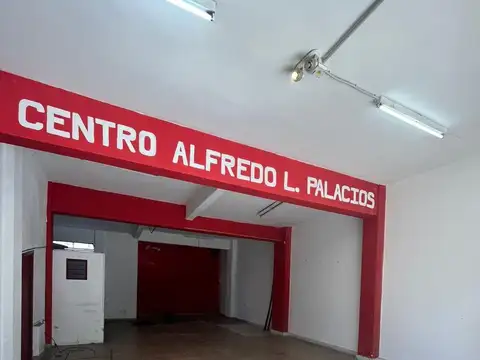 CENTRO ALFREDO L. PALACIOS